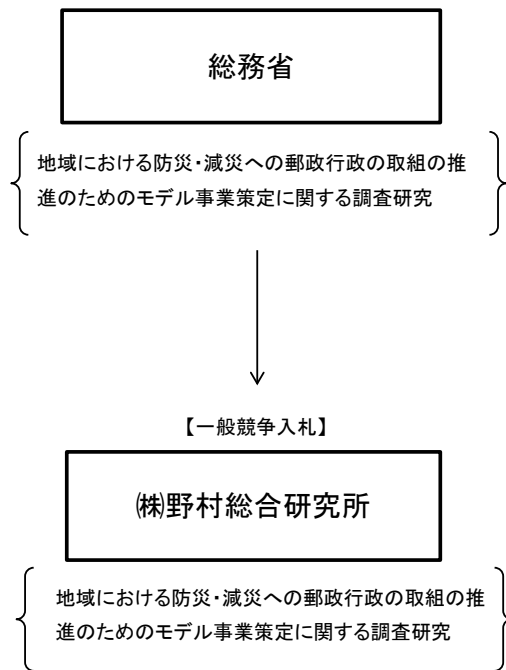 総務省
地域における防災・減災への郵政行政の取組の推
進のためのモデル事業策定に関する調査研究
【一般競争入札】
㈱野村総合研究所
地域における防災・減災への郵政行政の取組の推
進のためのモデル事業策定に関する調査研究